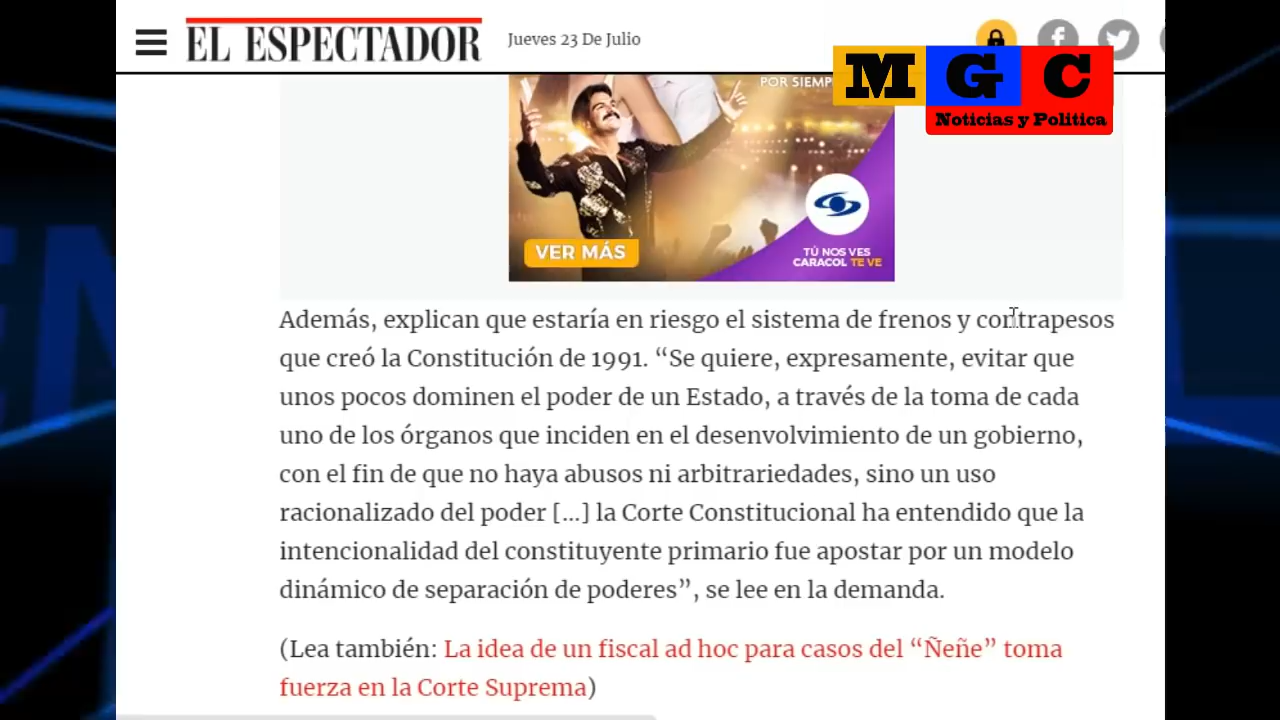 EL ESPECTADOR
Jueves 23 De Julio
M G C
Noticias y Politica
VER MÁS
TÚ NOS VES
CARACOL TE VE
Además, explican que estaría en riesgo el sistema de frenos y contrapesos
que creó la Constitución de 1991. “Se quiere, expresamente, evitar que
unos pocos dominen el poder de un Estado, a través de la toma de cada
uno de los órganos que inciden en el desenvolvimiento de un gobierno,
con el fin de que no haya abusos ni arbitrariedades, sino un uso
racionalizado del poder [...] la Corte Constitucional ha entendido que la
intencionalidad del constituyente primario fue apostar por un modelo
dinámico de separación de poderes”, se lee en la demanda.
(Lea también: La idea de un fiscal ad hoc para casos del “Ñeñe” toma
fuerza en la Corte Suprema)